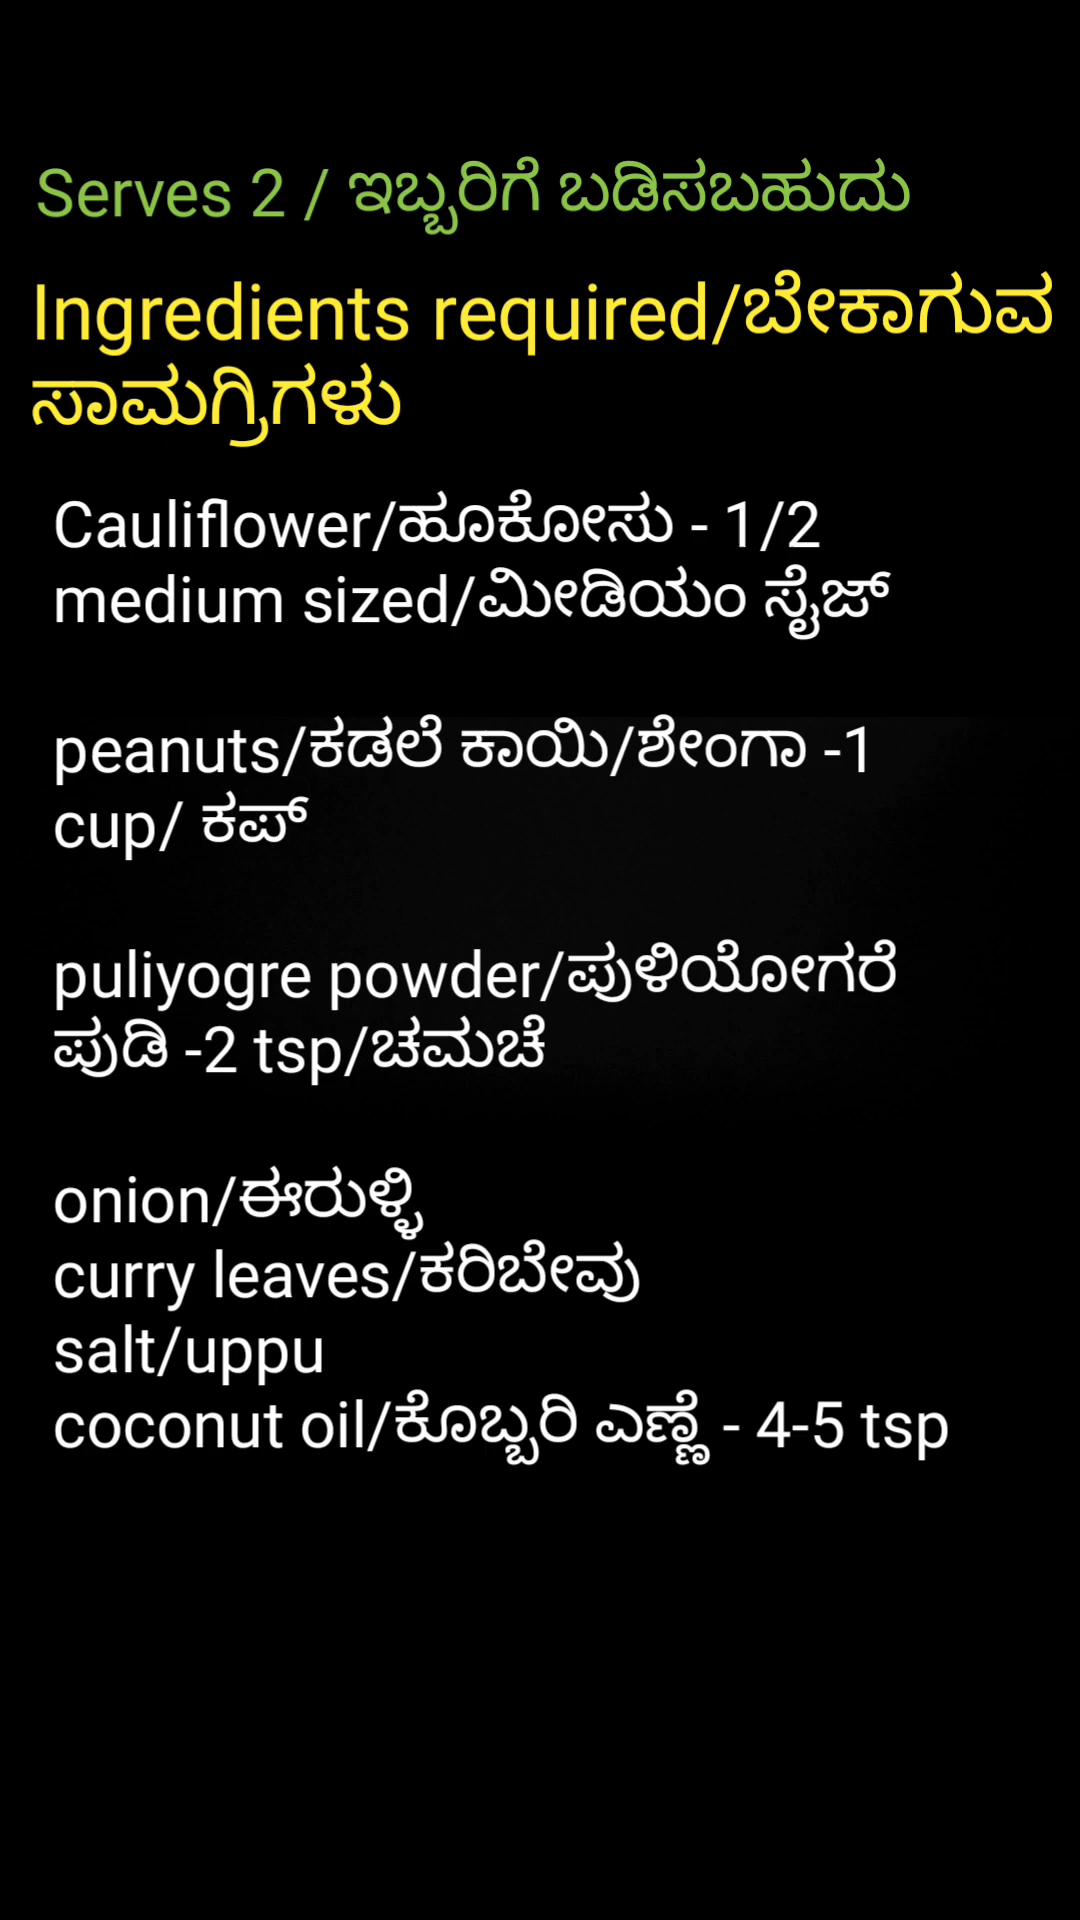 Serves 2 / ಇಬ್ಬರಿಗೆ ಬಡಿಸಬಹುದು
Ingredients required/ಬೇಕಾಗುವ
ಸಾಮಗ್ರಿಗಳು
Cauliflower/ಹೂಕೋಸು - 1/2
medium sized/ಮೀಡಿಯಂ ಸೈಜ್
peanuts/ಕಡಲೆ ಕಾಯಿ/ಶೇಂಗಾ -1
cup/ ಕಪ್
puliyogre powder/ಪುಳಿಯೋಗರೆ
ಪುಡಿ -2 tsp/ಚಮಚೆ
onion/ಈರುಳ್ಳಿ
curry leaves/ಕರಿಬೇವು
salt/uppu
coconut oil/ಕೊಬ್ಬರಿ ಎಣ್ಣೆ - 4-5 tsp